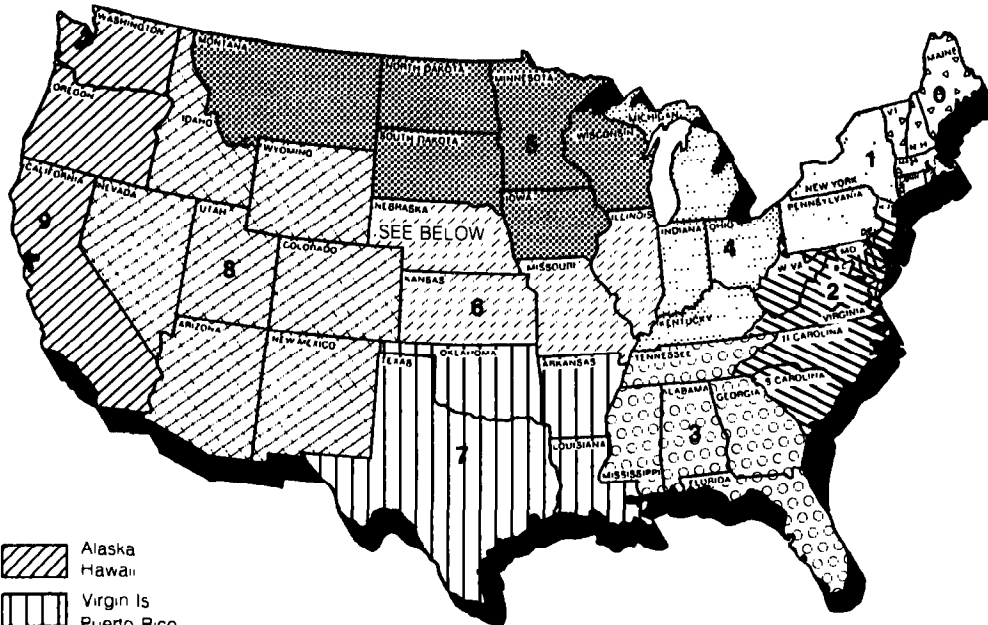 WASHINGTON
OREGON
IDAHO
MONTANA
NORTH DAKOTA
SOUTH DAKOTA
MINNESOTA
5
WISCONSIN
MICHIGAN
IOWA
WYOMING
CALIFORNIA
9
NEVADA
UTAH
8
COLORADO
ARIZONA
NEW MEXICO
NEBRASKA
SEE BELOW
KANSAS
6
MISSOURI
ILLINOIS
INDIANA
OHIO
4
KENTUCKY
TENNESSEE
TEXAS
OKLAHOMA
7
ARKANSAS
LOUISIANA
MISSISSIPPI
ALABAMA
3
GEORGIA
FLORIDA
S CAROLINA
CAROLINA
VIRGINIA
2
W VA
MD
PENNSYLVANIA
NEW YORK
1
N H
MAINE
0
Alaska
Hawaii
Virgin Is
Puerto Rico